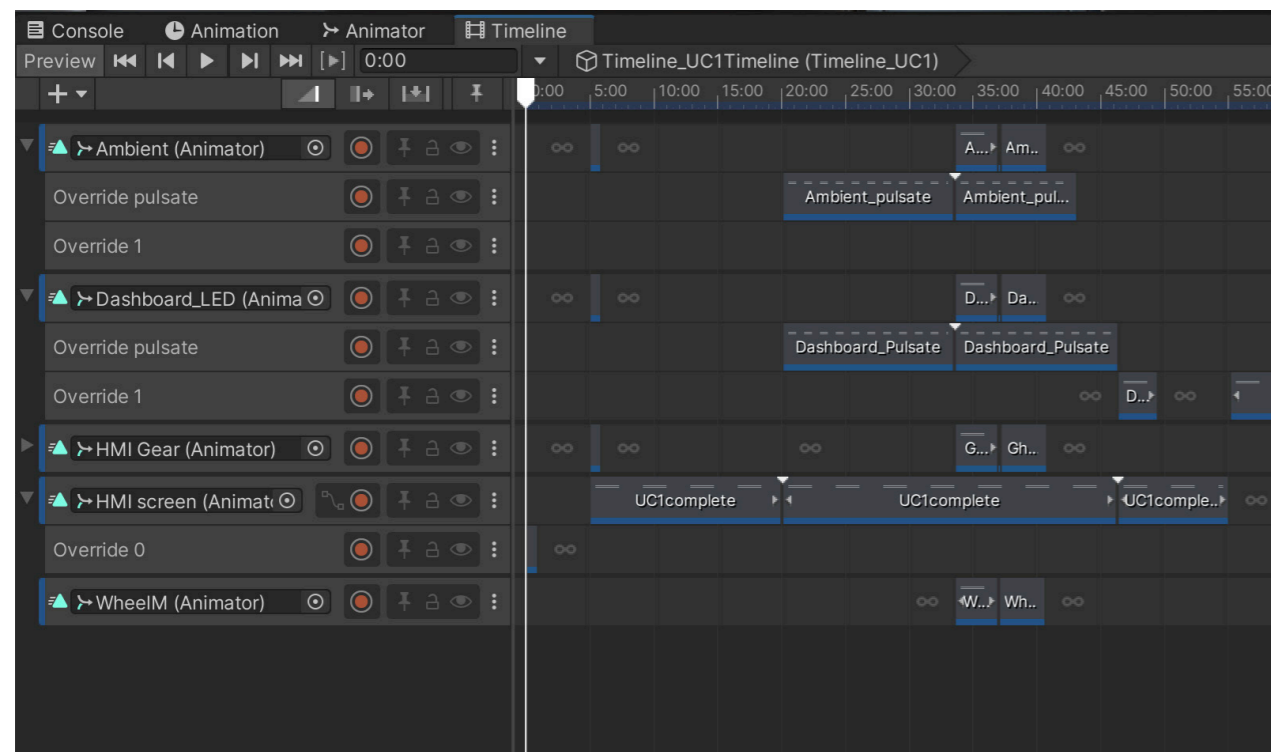 Console Animation Animator Timeline
Preview 0:00 Timeline_UC1Timeline (Timeline_UC1)
0:00 5:00 10:00 15:00 20:00 25:00 30:00 35:00 40:00 45:00 50:00 55:00
Ambient (Animator) A... Am..
Override pulsate Ambient_pulsate Ambient_pul...
Override 1
Dashboard_LED (Anima D... Da..
Override pulsate Dashboard_Pulsate Dashboard_Pulsate
Override 1 D...
HMI Gear (Animator) G... Gh..
HMI screen (Animat UC1complete UC1complete UC1comple..
Override 0
WheelM (Animator) W... Wh..